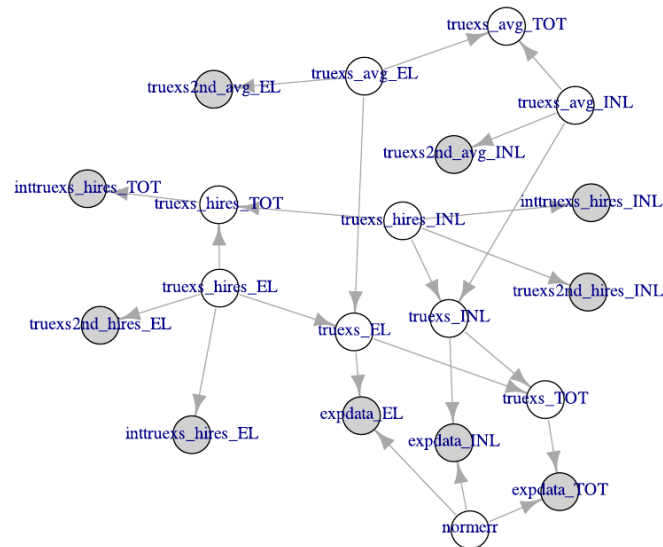 truexs_avg_TOT
truexs_avg_EL
truexs2nd_avg_EL
truexs_avg_INL
truexs2nd_avg_INL
inttruexs_hires_TOT
truexs_hires_TOT
inttruexs_hires_INL
truexs_hires_INL
truexs_hires_EL
truexs2nd_hires_INL
truexs2nd_hires_EL
truexs_INL
truexs_EL
truexs_TOT
expdata_EL
inttruexs_hires_EL
expdata_INL
expdata_TOT
normerr